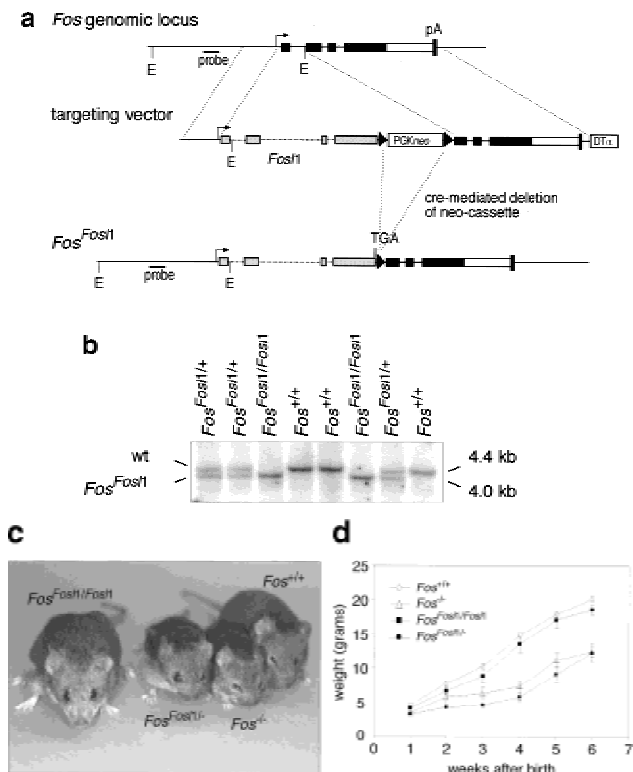 a
Fos genomic locus
pA
E
probe
E
targeting vector
E
Fosl1
PGKneo
DTα
cre-mediated deletion
of neo-cassette
Fos^Fosl1
TGA
probe
E
E
b
Fos^Fosl1/+
Fos^Fosl1/+
Fos^Fosl1/Fosl1
Fos^+/+
Fos^+/+
Fos^Fosl1/Fosl1
Fos^Fosl1/+
Fos^+/+
wt
4.4 kb
Fos^Fosl1
4.0 kb
c
Fos^Fosl1/Fosl1
Fos^+/+
Fos^Fosl1/-
Fos^-/-
d
weight (grams)
25
20
15
10
5
0
Fos^+/+
Fos^-/-
Fos^Fosl1/Fosl1
Fos^Fosl1/-
0 1 2 3 4 5 6 7
weeks after birth